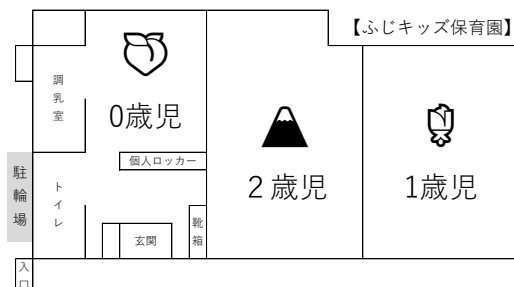 【ふじキッズ保育園】
調乳室
0歳児
個人ロッカー
2歳児
1歳児
駐輪場
トイレ
玄関
靴箱
入口